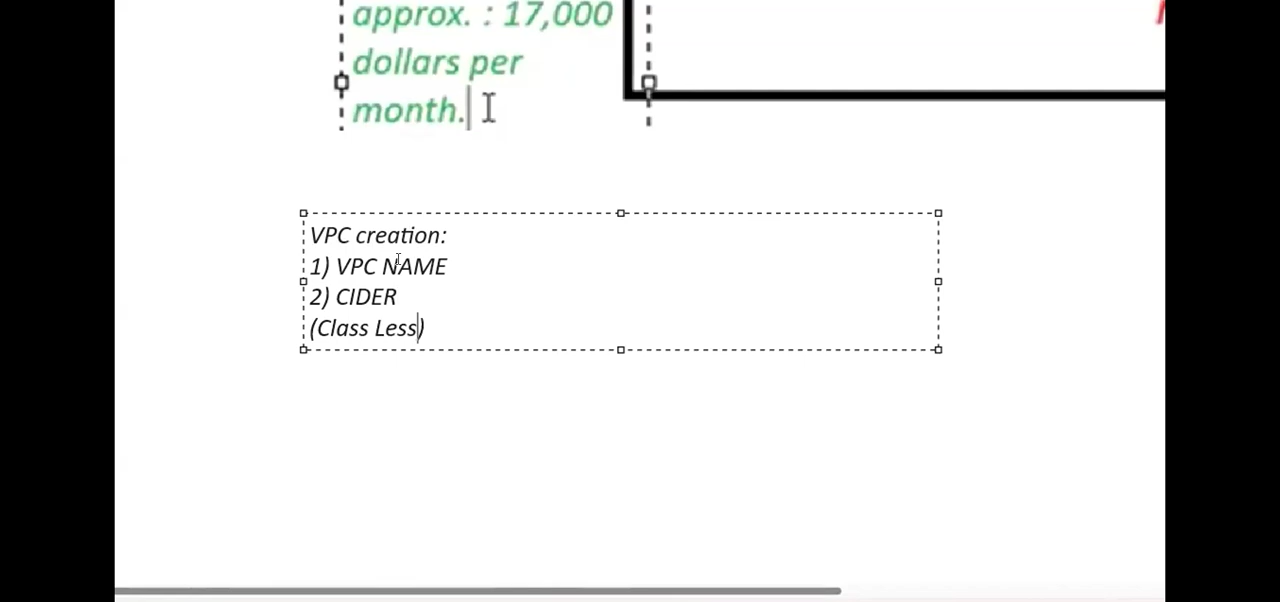 approx. : 17,000
dollars per
month.
VPC creation:
1) VPC NAME
2) CIDER
(Class Less)